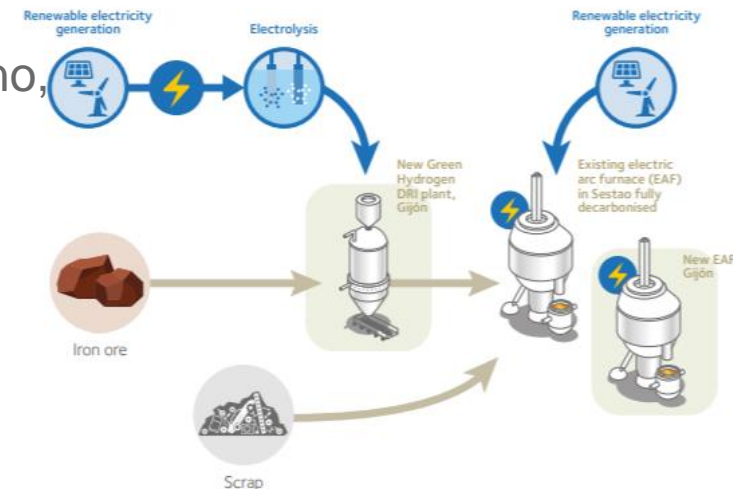 Renewable electricity
generation
Electrolysis
Renewable electricity
generation
no,
New Green
Hydrogen
DRI plant,
Gijón
Existing electric
arc furnace (EAF)
in Sestao fully
decarbonised
New EAF
Gijón
Iron ore
Scrap